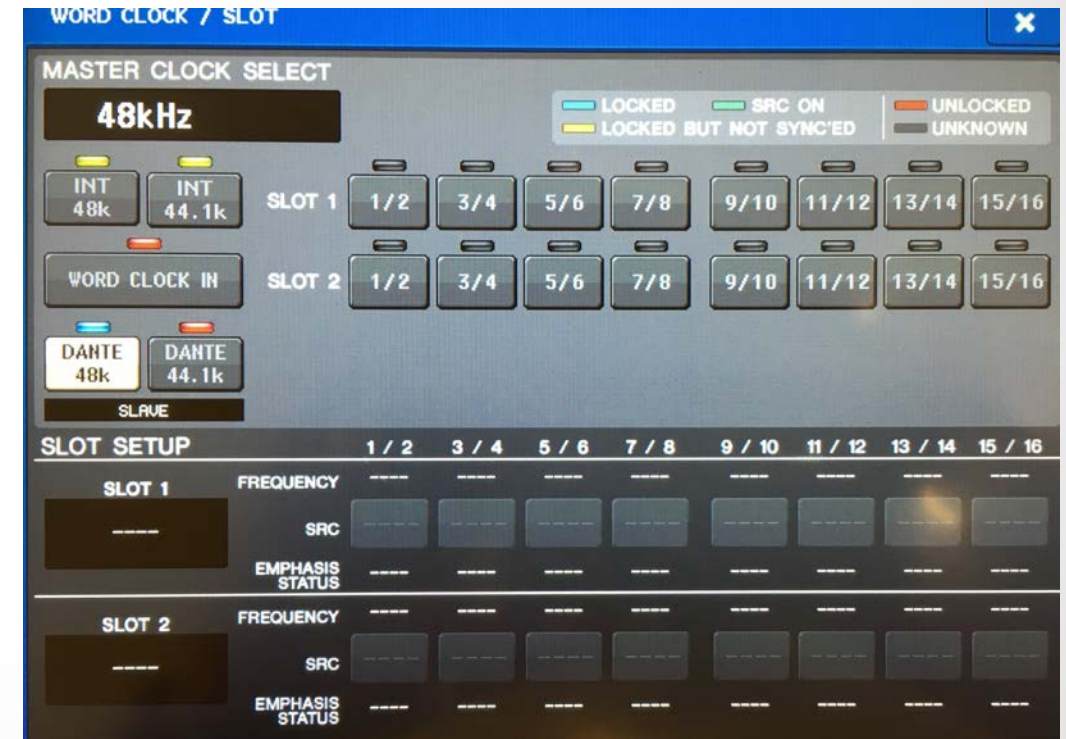 WORD CLOCK / SLOT
MASTER CLOCK SELECT
48kHz
LOCKED SRC ON UNLOCKED
LOCKED BUT NOT SYNC'ED UNKNOWN
INT 48k
INT 44.1k
SLOT 1 1/2 3/4 5/6 7/8 9/10 11/12 13/14 15/16
WORD CLOCK IN
SLOT 2 1/2 3/4 5/6 7/8 9/10 11/12 13/14 15/16
DANTE 48k
DANTE 44.1k
SLAVE
SLOT SETUP 1 / 2 3 / 4 5 / 6 7 / 8 9 / 10 11 / 12 13 / 14 15 / 16
SLOT 1
FREQUENCY ---- ---- ---- ---- ---- ---- ---- ----
---- SRC ---- ---- ---- ---- ---- ---- ---- ----
EMPHASIS STATUS ---- ---- ---- ---- ---- ---- ---- ----
SLOT 2
FREQUENCY ---- ---- ---- ---- ---- ---- ---- ----
---- SRC ---- ---- ---- ---- ---- ---- ---- ----
EMPHASIS STATUS ---- ---- ---- ---- ---- ---- ---- ----